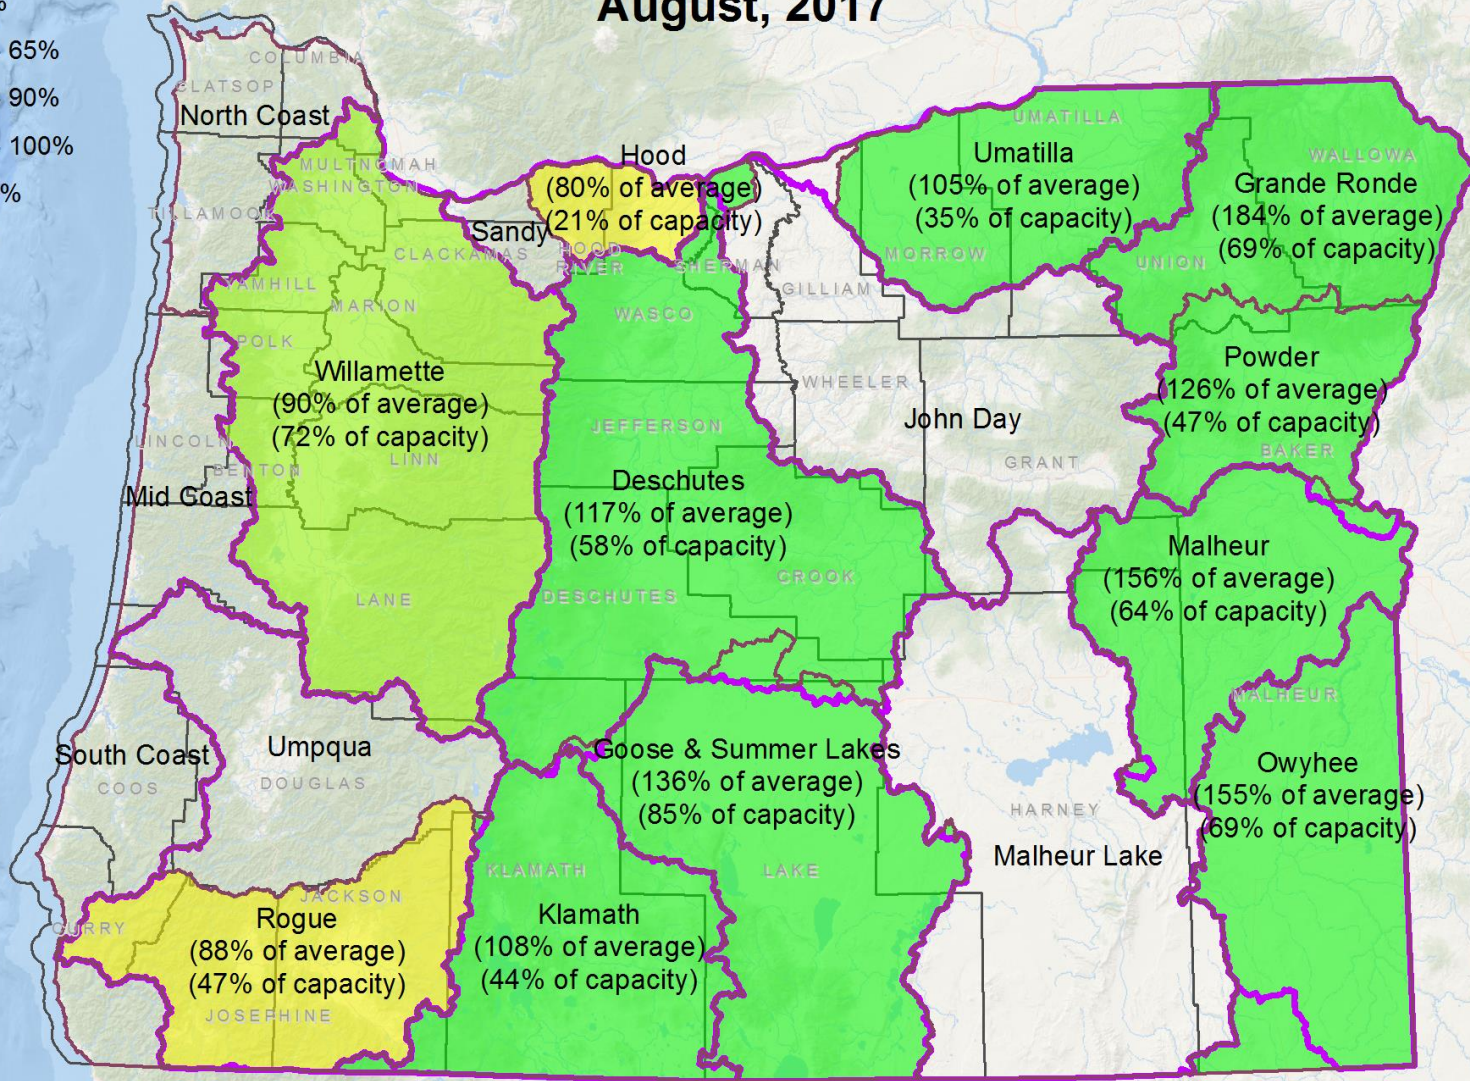 August, 2017
65%
90%
100%
%
COLUMBIA
CLATSOP
North Coast
MULTNOMAH
WASHINGTON
TILLAMOOK
Hood
(80% of average)
(21% of capacity)
Sandy
HOOD
RIVER
CLACKAMAS
SHERMAN
GILLIAM
UMATILLA
Umatilla
(105% of average)
(35% of capacity)
MORROW
WALLOWA
Grande Ronde
(184% of average)
(69% of capacity)
UNION
YAMHILL
MARION
POLK
WASCO
Willamette
(90% of average)
(72% of capacity)
LINCOLN
BENTON
LINN
Mid Coast
JEFFERSON
WHEELER
John Day
GRANT
Powder
(126% of average)
(47% of capacity)
BAKER
Deschutes
(117% of average)
(58% of capacity)
CROOK
DESCHUTES
LANE
Malheur
(156% of average)
(64% of capacity)
MALHEUR
South Coast
COOS
Umpqua
DOUGLAS
Goose & Summer Lakes
(136% of average)
(85% of capacity)
HARNEY
Malheur Lake
Owyhee
(155% of average)
(69% of capacity)
KLAMATH
LAKE
JACKSON
CURRY
Rogue
(88% of average)
(47% of capacity)
JOSEPHINE
Klamath
(108% of average)
(44% of capacity)